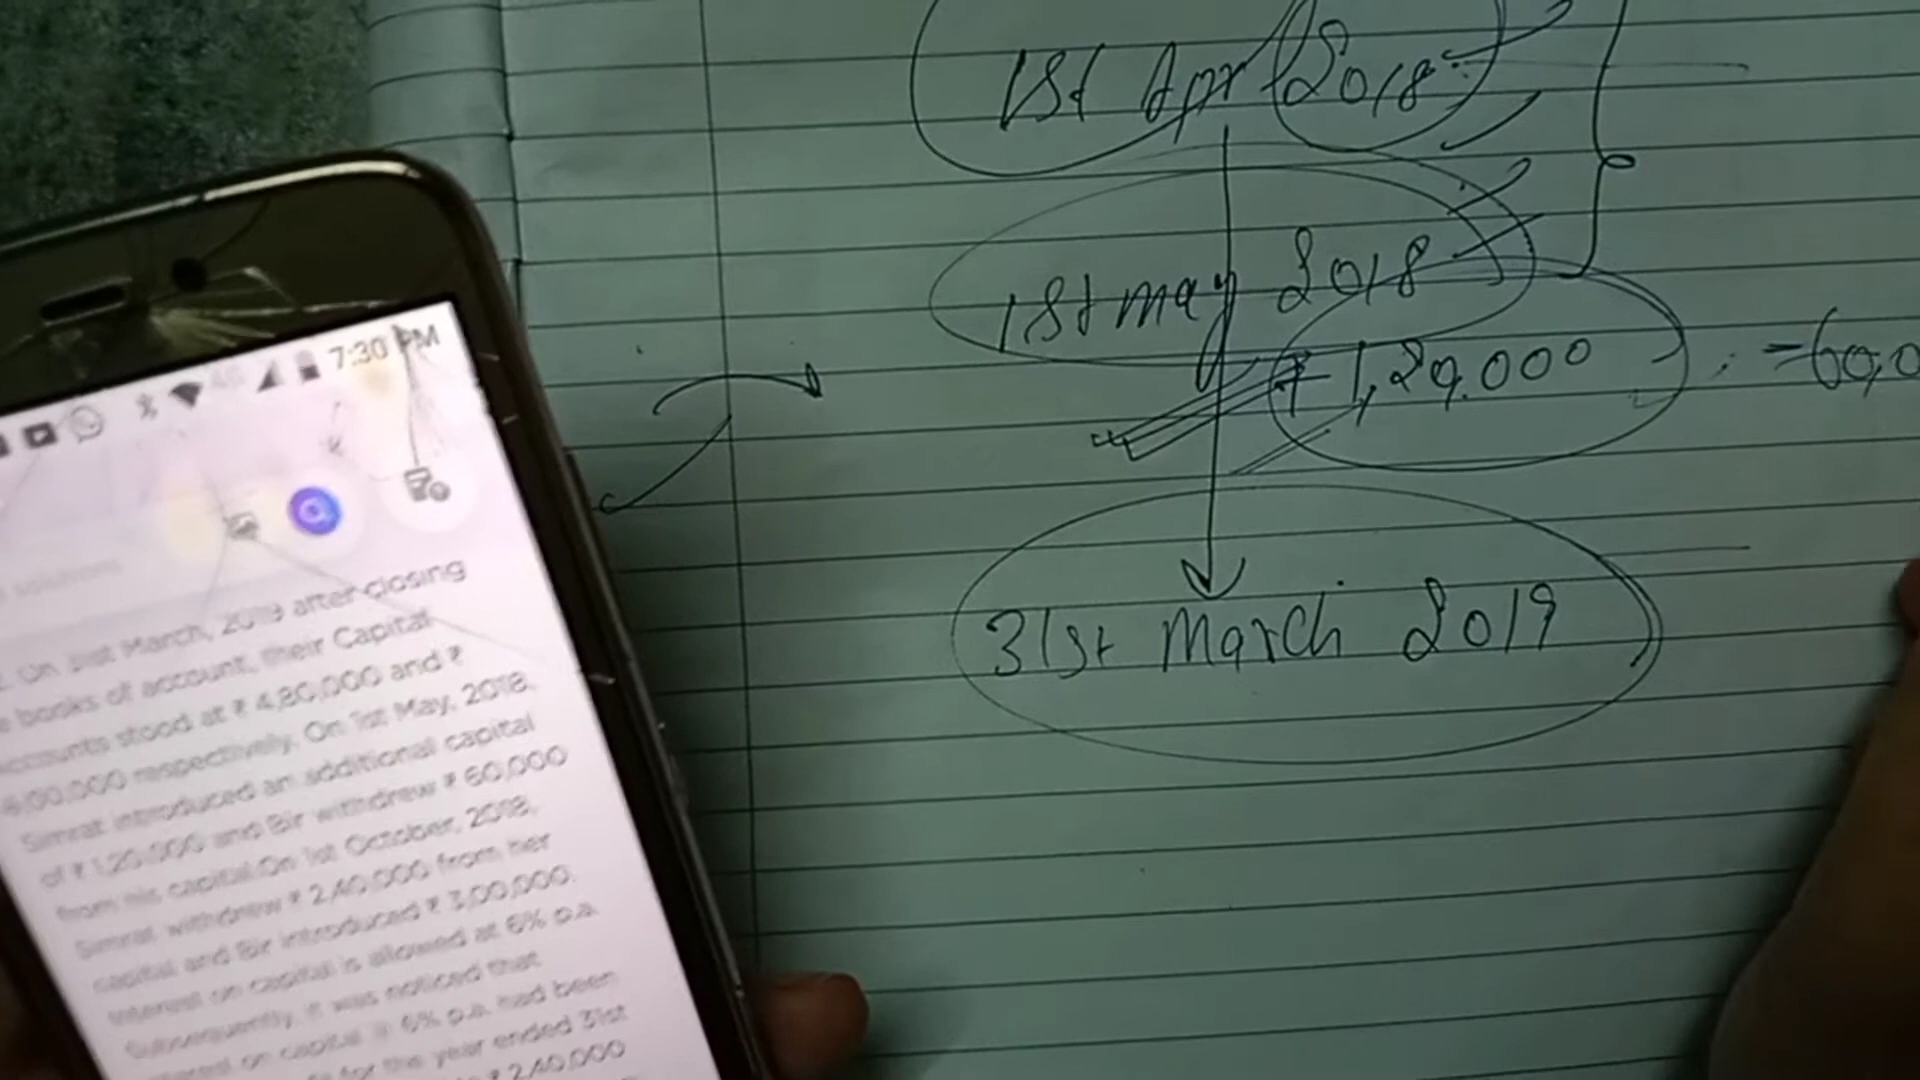 1st Apr 2018
1st may 2018
+ 1,20,000
-60,0
31st March 2019
7:30 PM
solutions
On 31st March, 2019 after closing
books of account, their Capital
accounts stood at ₹ 4,80,000 and ₹
6,00,000 respectively. On 1st May, 2018,
Simrat introduced an additional capital
of ₹ 1,20,000 and Bir withdrew ₹ 60,000
from his capital. On 1st October, 2018,
Simrat withdrew ₹ 2,40,000 from her
capital and Bir introduced ₹ 3,00,000.
Interest on capital is allowed at 6% p.a.
Subsequently, it was noticed that
on capital @ 6% p.a. had been
for the year ended 31st
₹ 2,40,000